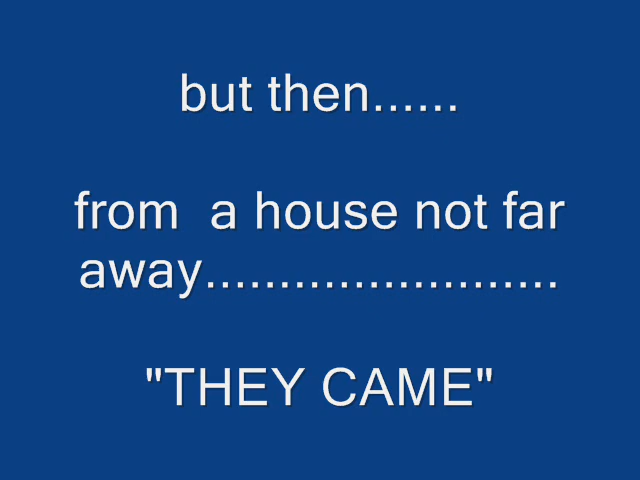 but then......
from  a house not far
away........................
"THEY CAME"